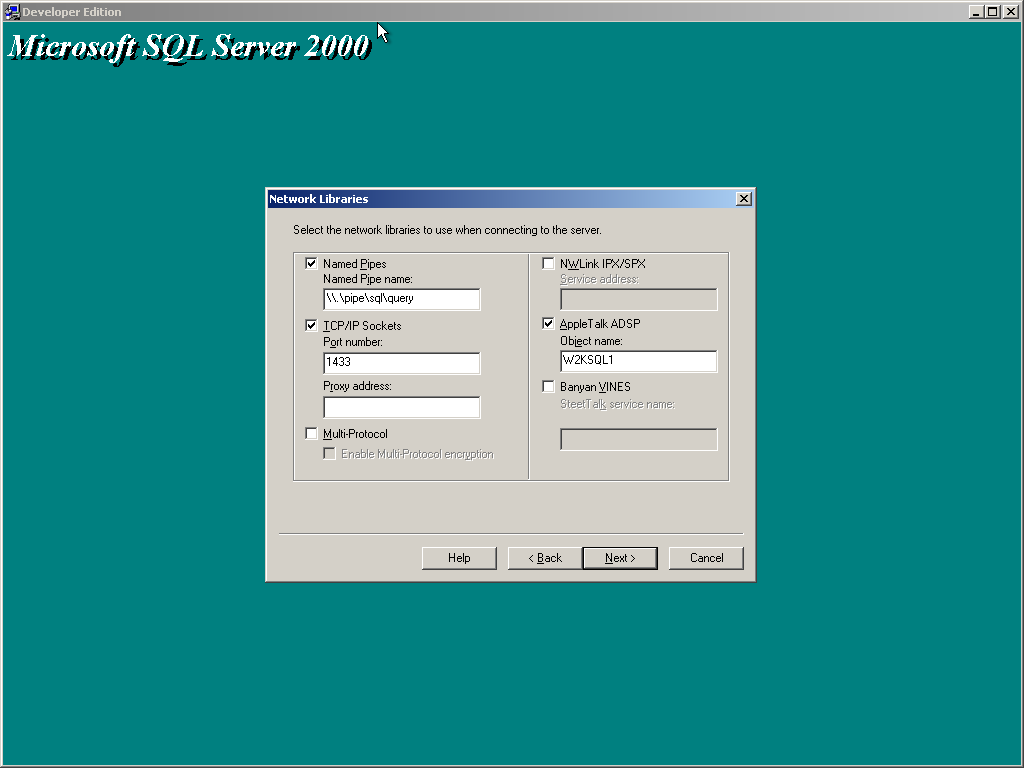 Developer Edition
Microsoft SQL Server 2000
Network Libraries
Select the network libraries to use when connecting to the server.
Named Pipes
Named Pipe name:
\\.\pipe\sql\query
TCP/IP Sockets
Port number:
1433
Proxy address:
Multi-Protocol
Enable Multi-Protocol encryption
NWLink IPX/SPX
Service address:
AppleTalk ADSP
Object name:
W2KSQL1
Banyan VINES
SteetTalk service name:
Help
< Back
Next >
Cancel